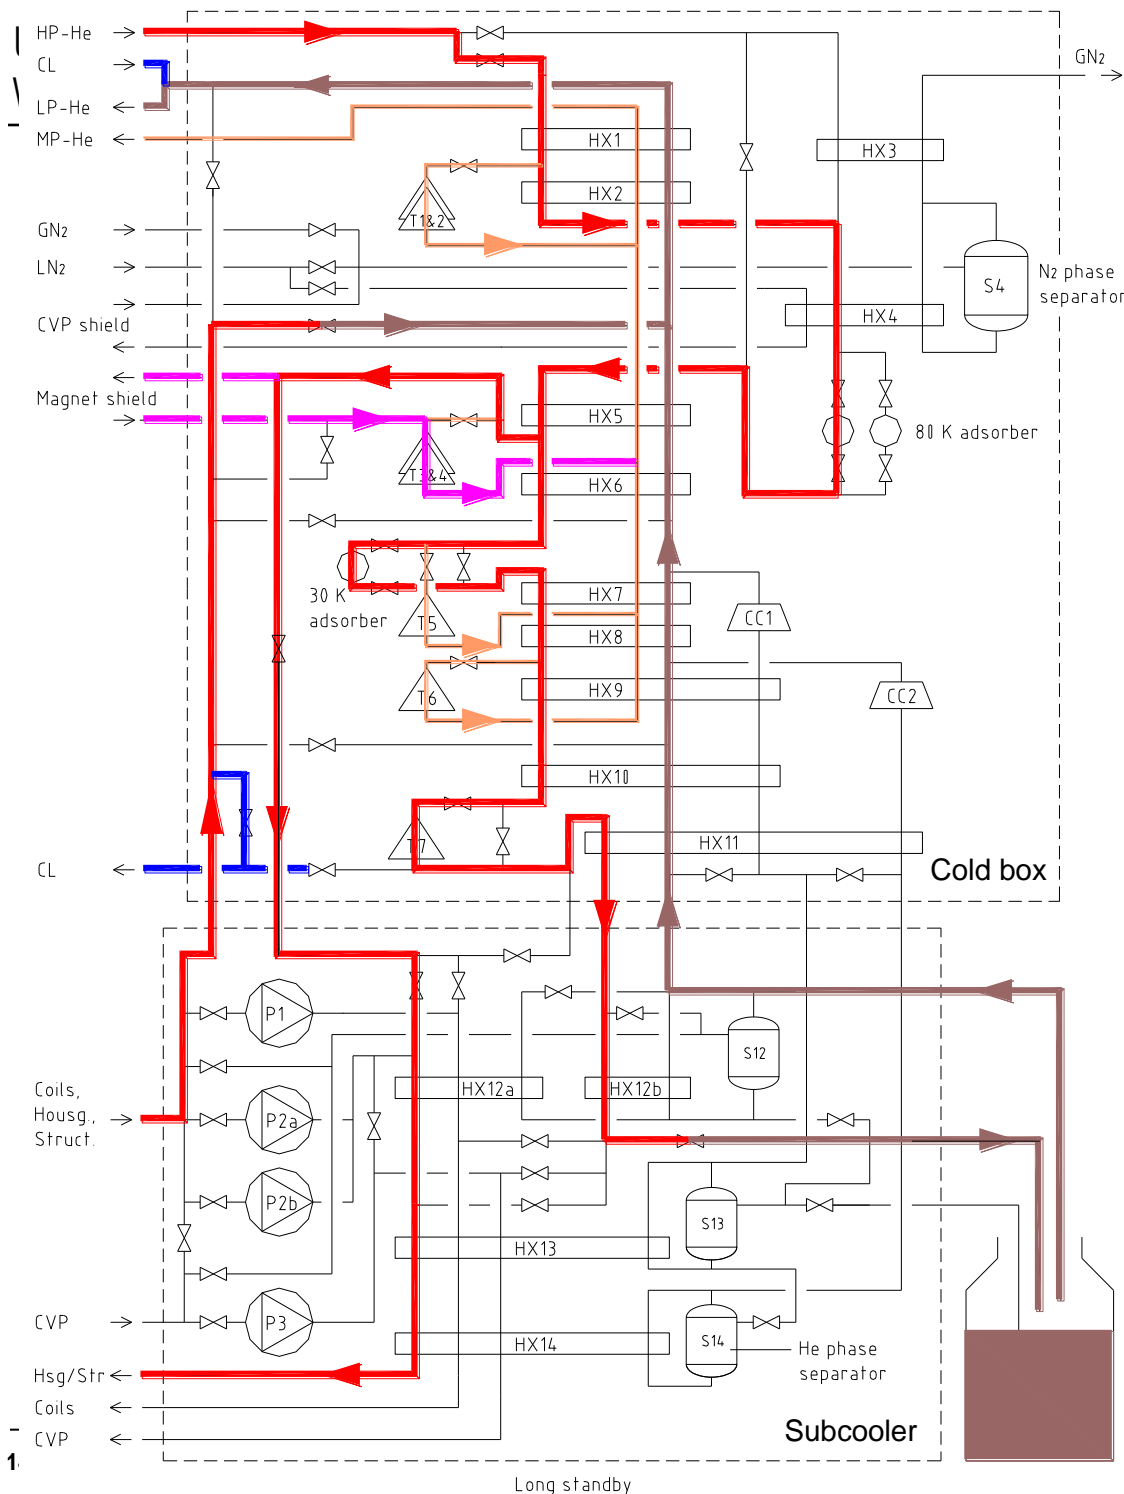 HP-He
CL
LP-He
MP-He
GN2
HX1
HX3
HX2
T1&2
GN2
LN2
S4
N2 phase
separator
CVP shield
HX4
Magnet shield
HX5
80 K adsorber
T3&4
HX6
30 K
adsorber
HX7
T5
CC1
HX8
T6
HX9
CC2
HX10
T7
HX11
CL
Cold box
P1
S12
Coils,
Housg.,
Struct.
HX12a
HX12b
P2a
P2b
S13
HX13
CVP
P3
S14
HX14
He phase
separator
Hsg/Str
Coils
CVP
Subcooler
Long standby